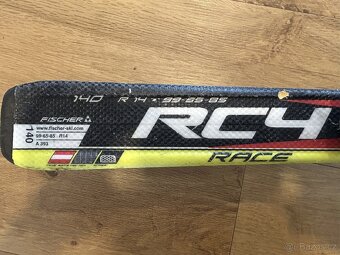 140 R 14 • 99-65-85
RC4
FISCHER
www.fischer-ski.com
99-65-85 R14
A 393
140
RACE